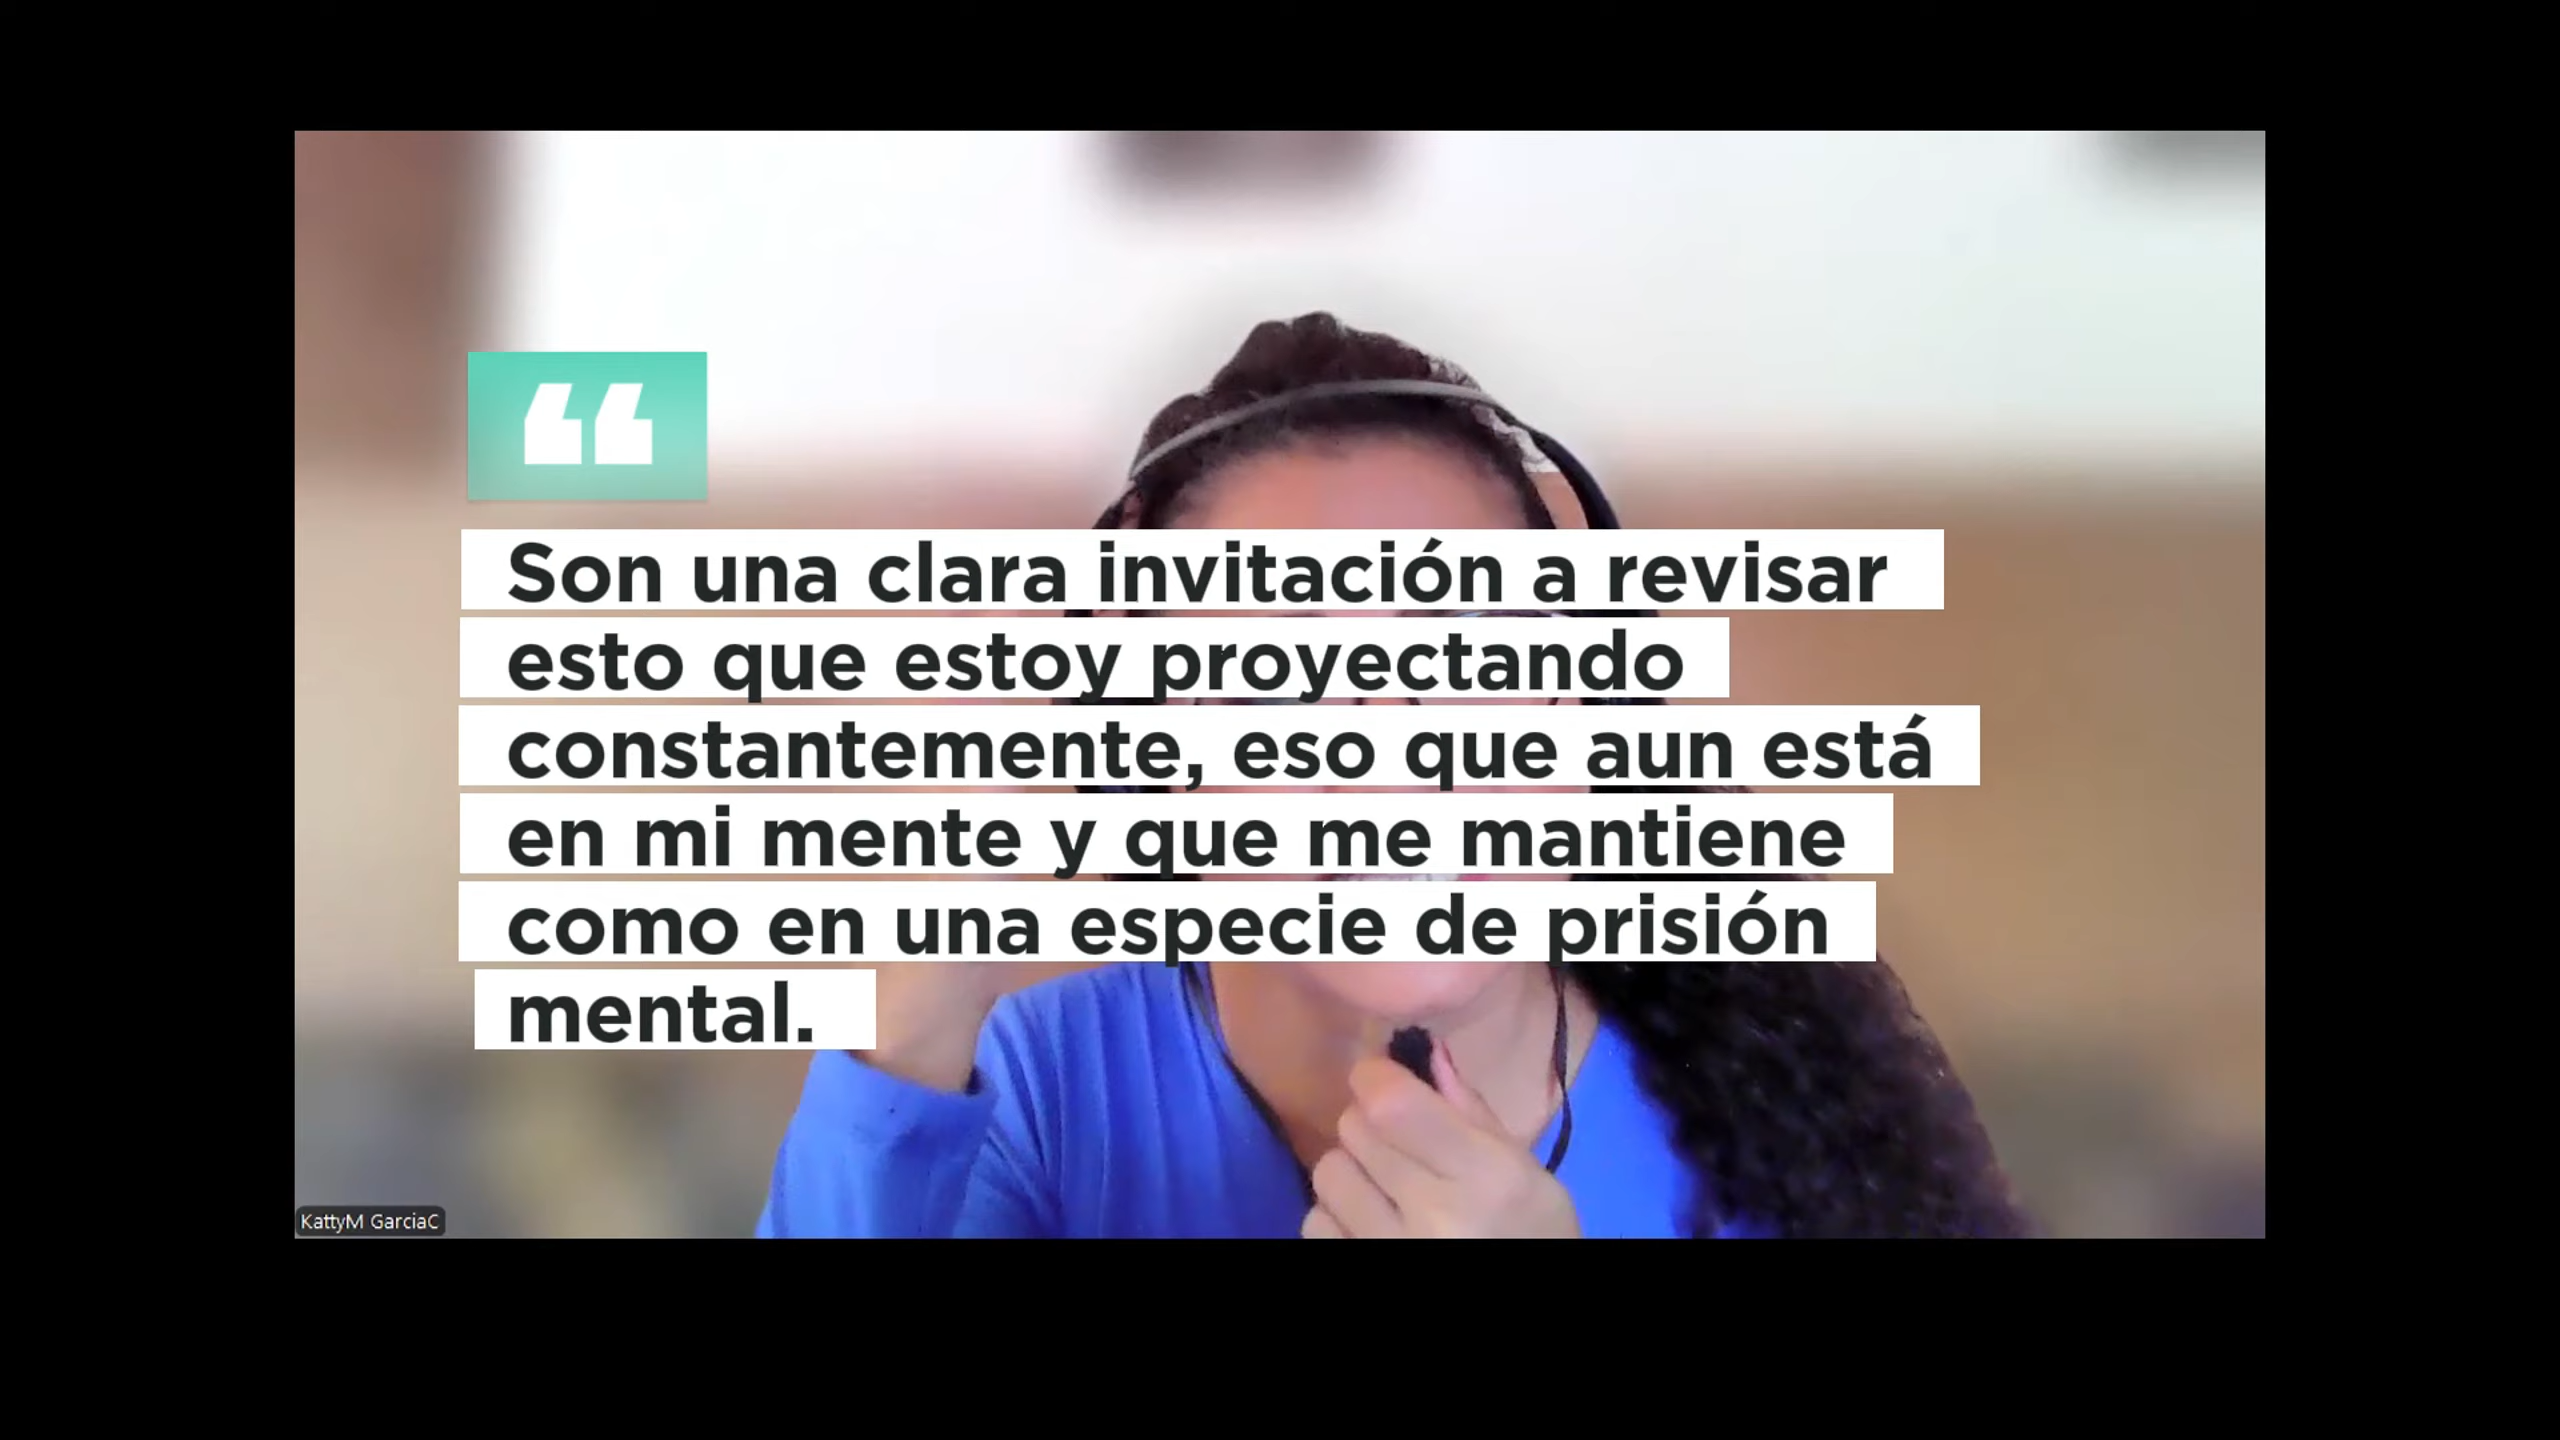 “
Son una clara invitación a revisar
esto que estoy proyectando
constantemente, eso que aun está
en mi mente y que me mantiene
como en una especie de prisión
mental.
KattyM GarciaC